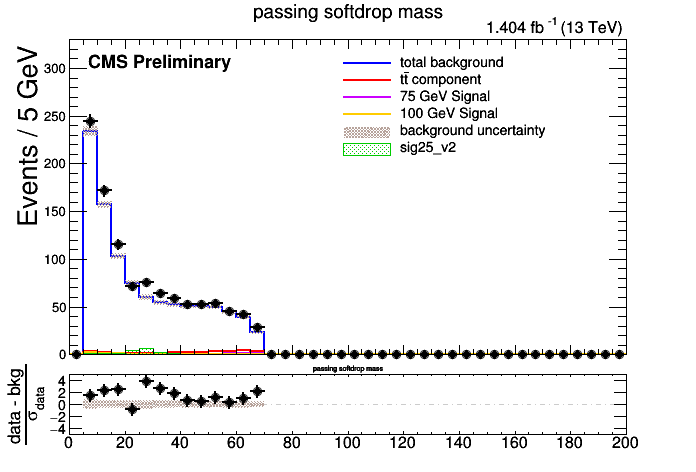 passing softdrop mass
1.404 fb⁻¹ (13 TeV)
CMS Preliminary
total background
tt̄ component
75 GeV Signal
100 GeV Signal
background uncertainty
sig25_v2
Events / 5 GeV
300
250
200
150
100
50
0
passing softdrop mass
data - bkg
σ data
4
2
0
−2
−4
0 20 40 60 80 100 120 140 160 180 200